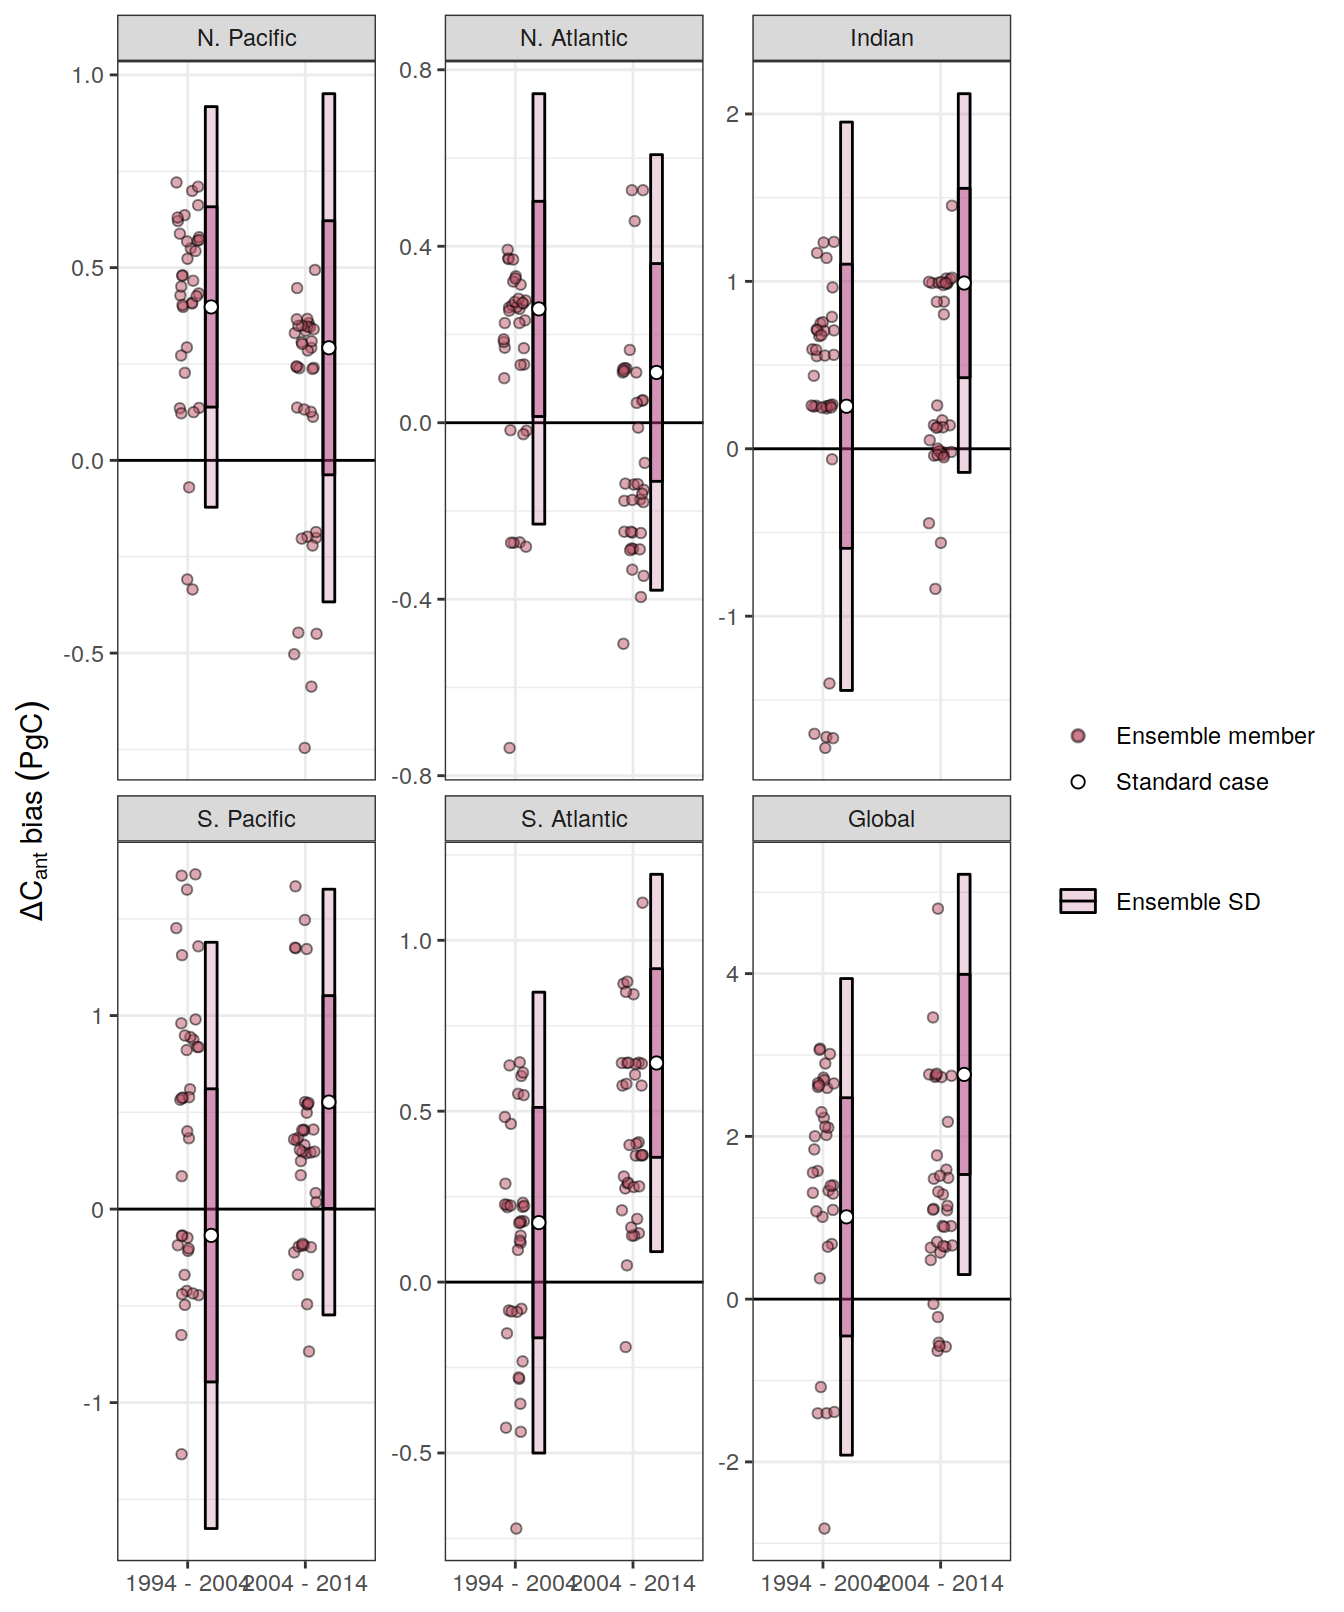 N. Pacific
N. Atlantic
Indian
1.0
0.5
0.0
-0.5
0.8
0.4
0.0
-0.4
-0.8
2
1
0
-1
ΔCant bias (PgC)
Ensemble member
Standard case
Ensemble SD
S. Pacific
S. Atlantic
Global
1
0
-1
1.0
0.5
0.0
-0.5
4
2
0
-2
1994 - 2004
2004 - 2014
1994 - 2004
2004 - 2014
1994 - 2004
2004 - 2014